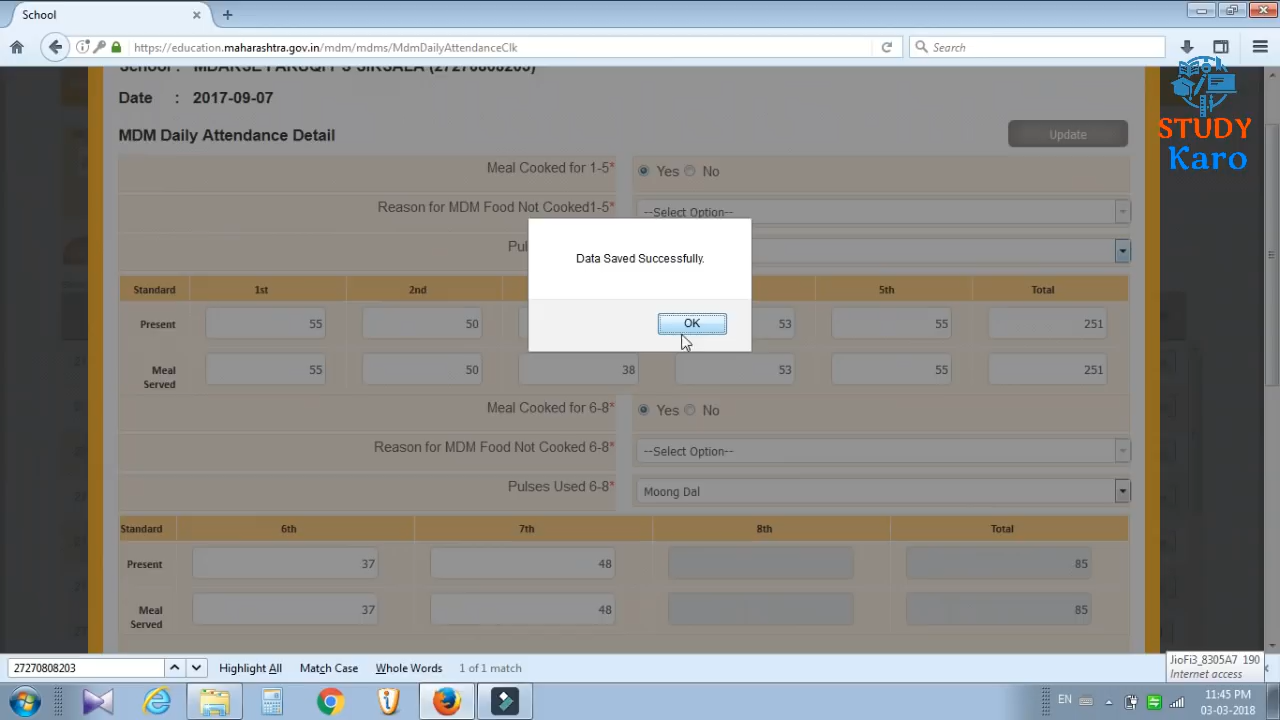 School
https://education.maharashtra.gov.in/mdm/mdms/MdmDailyAttendanceClk
Search
STUDY
Karo
Date : 2017-09-07
MDM Daily Attendance Detail
Update
Meal Cooked for 1-5*
Yes No
Reason for MDM Food Not Cooked1-5*
--Select Option--
Data Saved Successfully.
OK
Standard 1st 2nd 5th Total
Present 55 50 53 55 251
Meal Served 55 50 38 53 55 251
Meal Cooked for 6-8*
Yes No
Reason for MDM Food Not Cooked 6-8*
--Select Option--
Pulses Used 6-8*
Moong Dal
Standard 6th 7th 8th Total
Present 37 48 85
Meal Served 37 48 85
27270808203
Highlight All Match Case Whole Words 1 of 1 match
JioFi3_8305A7 190
Internet access
EN
11:45 PM
03-03-2018